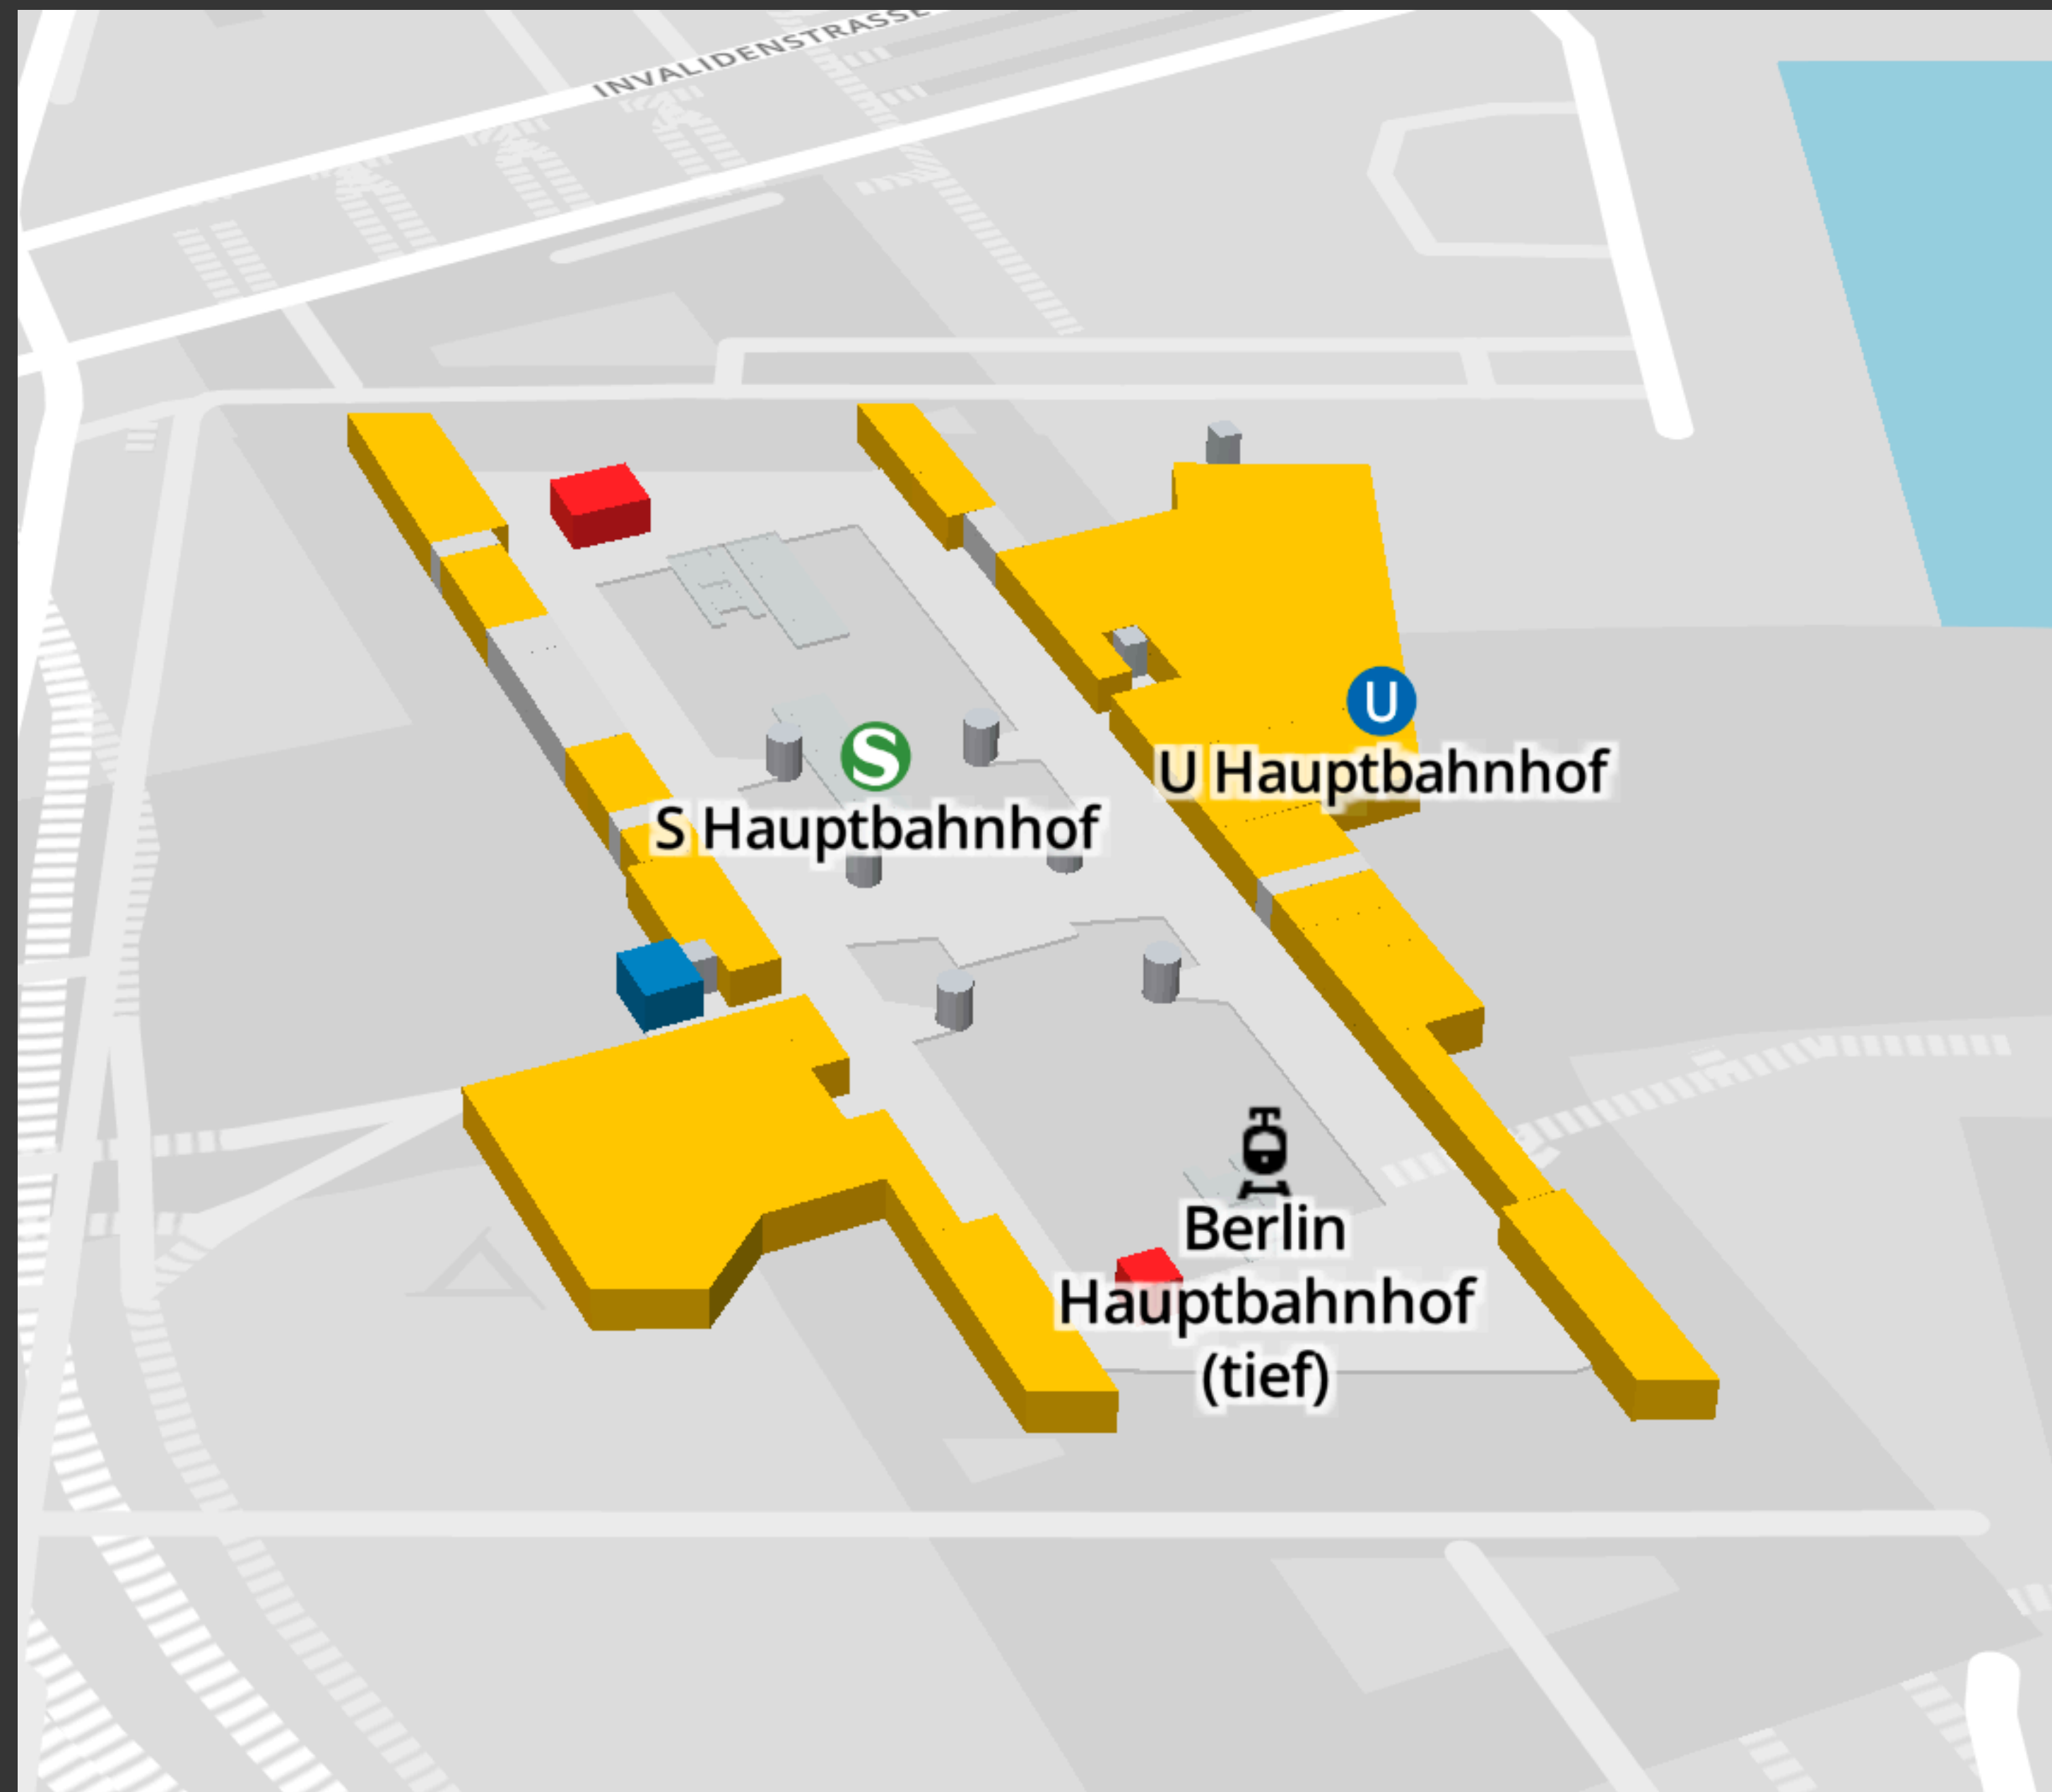 INVALIDENSTRASSE
U
U Hauptbahnhof
S
S Hauptbahnhof
Berlin
Hauptbahnhof
(tief)